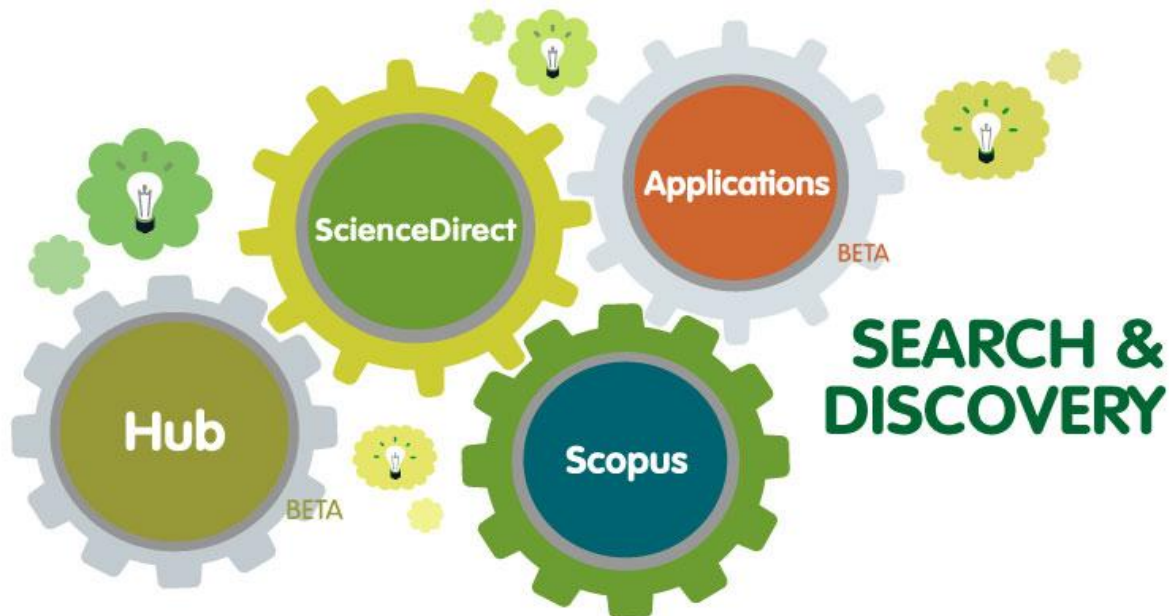 Applications
ScienceDirect
BETA
SEARCH &
DISCOVERY
Hub
Scopus
BETA